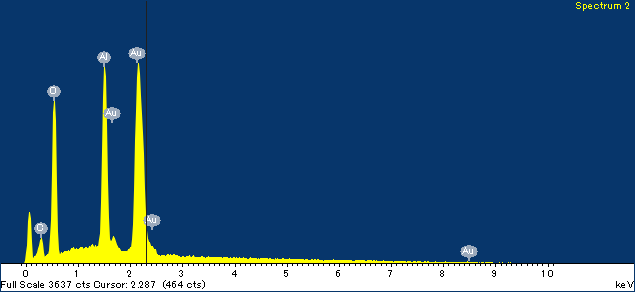 Spectrum 2
Au
Al
O
Au
Au
Au
0 1 2 3 4 5 6 7 8 9 10
Full Scale 3637 cts Cursor: 2.287 (464 cts)
keV